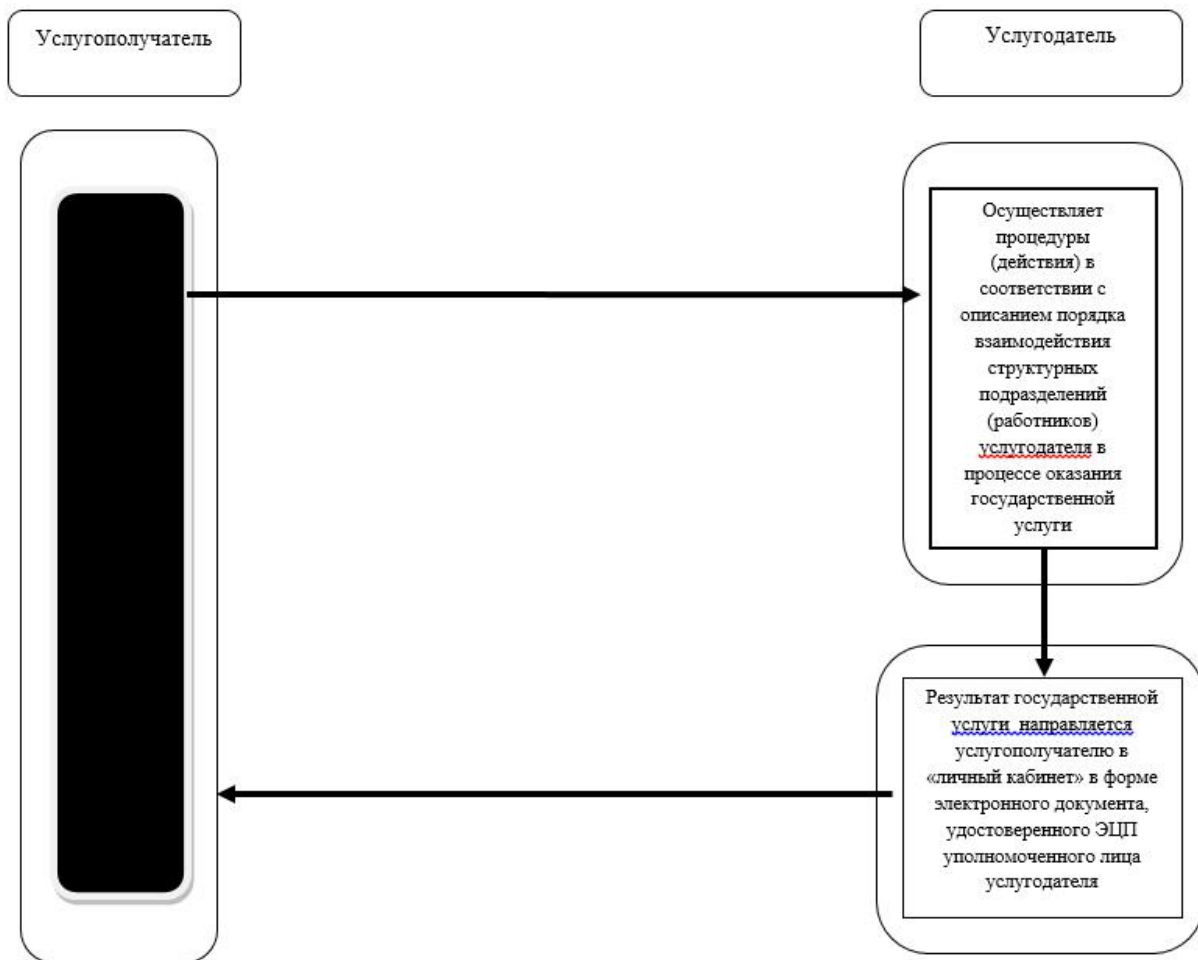 Услугополучатель
Услугодатель
Осуществляет
процедуры
(действия) в
соответствии с
описанием порядка
взаимодействия
структурных
подразделений
(работников)
услугодателя в
процессе оказания
государственной
услуги
Результат государственной
услуги направляется
услугополучателю в
«личный кабинет» в форме
электронного документа,
удостоверенного ЭЦП
уполномоченного лица
услугодателя